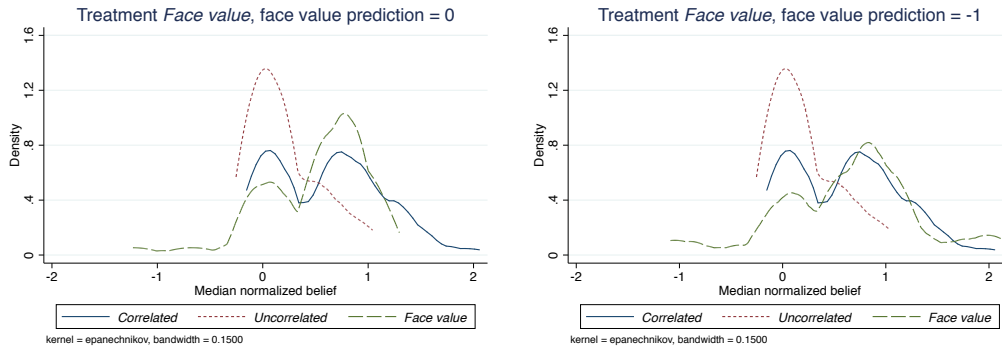 Treatment Face value, face value prediction = 0
Density
1.6
1.2
.8
.4
0
-2
-1
0
1
2
Median normalized belief
Correlated
Uncorrelated
Face value
kernel = epanechnikov, bandwidth = 0.1500
Treatment Face value, face value prediction = -1
Density
1.6
1.2
.8
.4
0
-2
-1
0
1
2
Median normalized belief
Correlated
Uncorrelated
Face value
kernel = epanechnikov, bandwidth = 0.1500